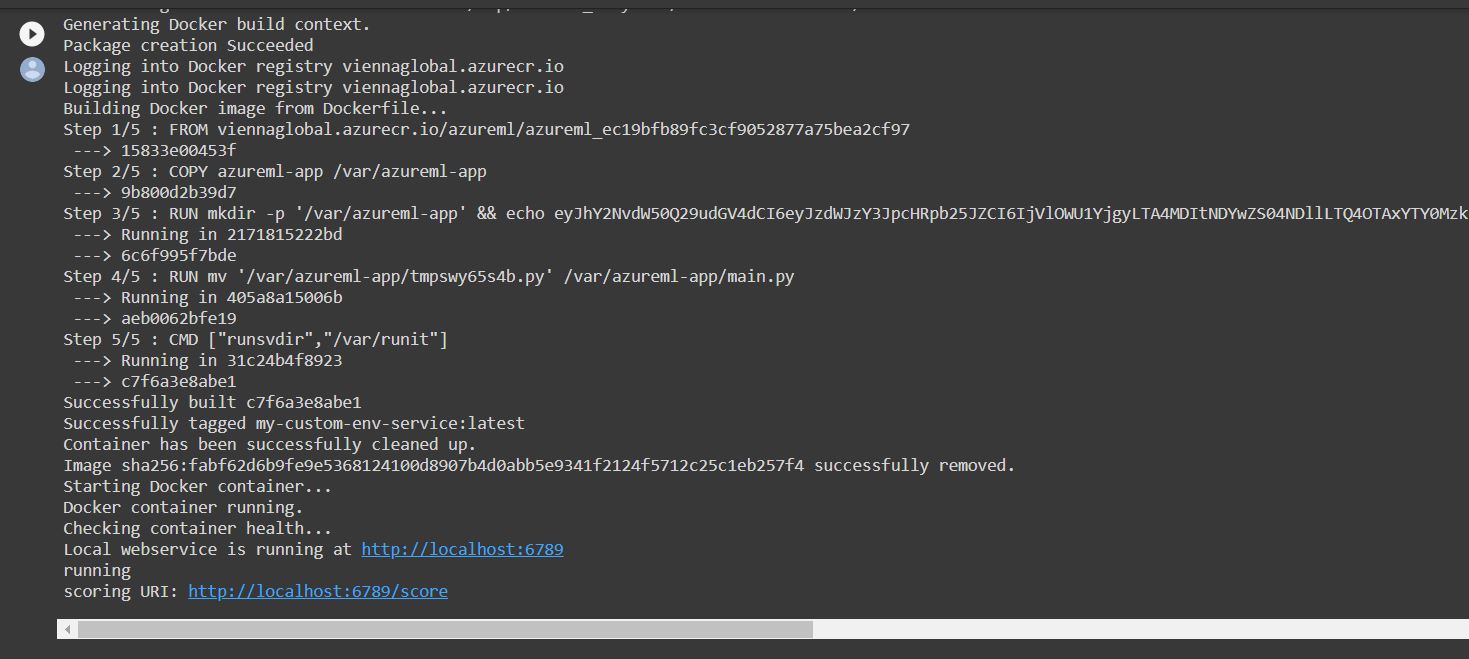 Generating Docker build context.
Package creation Succeeded
Logging into Docker registry viennaglobal.azurecr.io
Logging into Docker registry viennaglobal.azurecr.io
Building Docker image from Dockerfile...
Step 1/5 : FROM viennaglobal.azurecr.io/azureml/azureml_ec19bfb89fc3cf9052877a75bea2cf97
---> 15833e00453f
Step 2/5 : COPY azureml-app /var/azureml-app
---> 9b800d2b39d7
Step 3/5 : RUN mkdir -p '/var/azureml-app' && echo eyJhY2NvdW50Q29udGV4dCI6eyJzdWJzY3JpcHRpb25JZCI6IjVlOWU1YjgyLTA4MDItNDYwZS04NDllLTQ4OTAxYTY0Mzk
---> Running in 2171815222bd
---> 6c6f995f7bde
Step 4/5 : RUN mv '/var/azureml-app/tmpswy65s4b.py' /var/azureml-app/main.py
---> Running in 405a8a15006b
---> aeb0062bfe19
Step 5/5 : CMD ["runsvdir","/var/runit"]
---> Running in 31c24b4f8923
---> c7f6a3e8abe1
Successfully built c7f6a3e8abe1
Successfully tagged my-custom-env-service:latest
Container has been successfully cleaned up.
Image sha256:fabf62d6b9fe9e5368124100d8907b4d0abb5e9341f2124f5712c25c1eb257f4 successfully removed.
Starting Docker container...
Docker container running.
Checking container health...
Local webservice is running at http://localhost:6789
running
scoring URI: http://localhost:6789/score